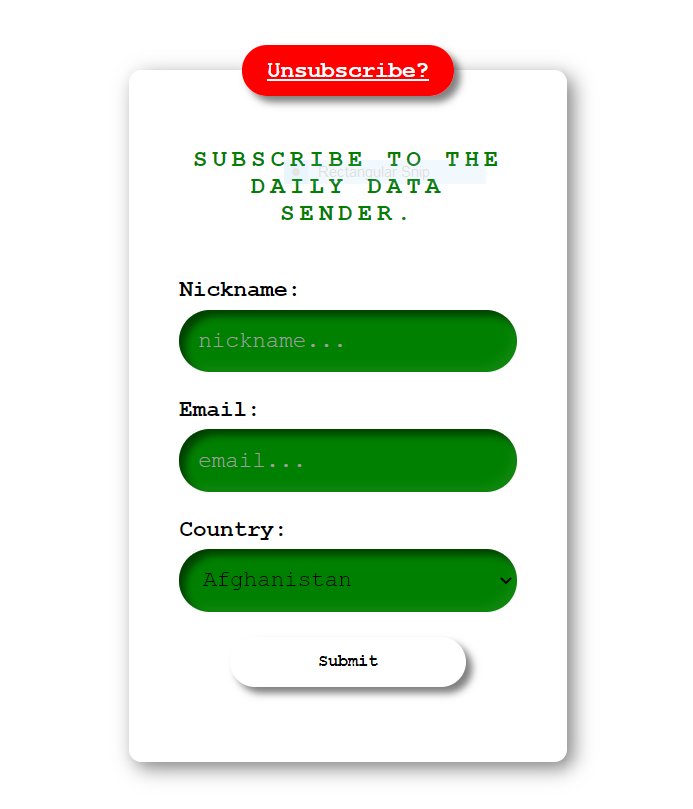 Unsubscribe?
SUBSCRIBE TO THE
Rectangular Snip
DAILY DATA
SENDER.
Nickname:
nickname...
Email:
email...
Country:
Afghanistan
Submit